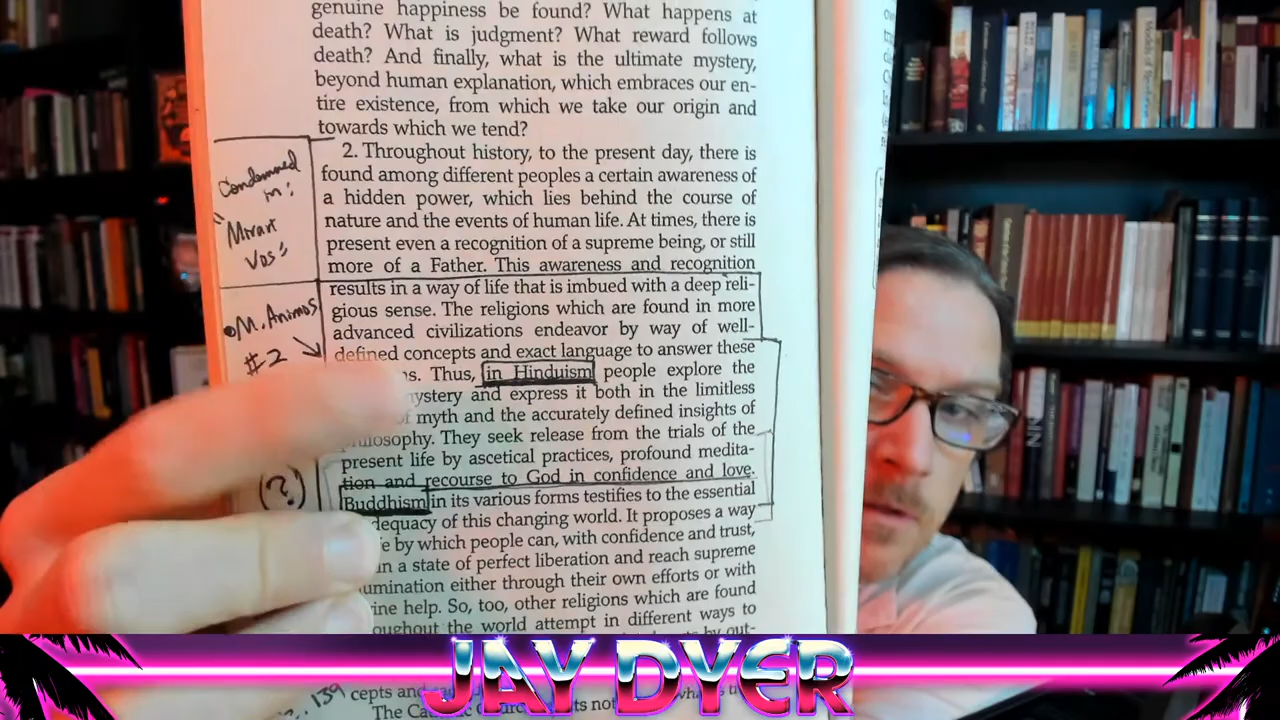 genuine happiness be found? What happens at
death? What is judgment? What reward follows
death? And finally, what is the ultimate mystery,
beyond human explanation, which embraces our en-
tire existence, from which we take our origin and
towards which we tend?
2. Throughout history, to the present day, there is
found among different peoples a certain awareness of
a hidden power, which lies behind the course of
nature and the events of human life. At times, there is
present even a recognition of a supreme being, or still
more of a Father. This awareness and recognition
results in a way of life that is imbued with a deep reli-
gious sense. The religions which are found in more
advanced civilizations endeavor by way of well-
defined concepts and exact language to answer these
Thus, in Hinduism people explore the
mystery and express it both in the limitless
myth and the accurately defined insights of
philosophy. They seek release from the trials of the
present life by ascetical practices, profound medita-
tion and recourse to God in confidence and love.
Buddhism in its various forms testifies to the essential
of this changing world. It proposes a way
by which people can, with confidence and trust,
in a state of perfect liberation and reach supreme
either through their own efforts or with
help. So, too, other religions which are found
the world attempt in different ways to
by out-
Condemned
in:
"Mirari
Vos"
M. Animos
#2
(?)
JAY DYER
139
cepts and
The
not